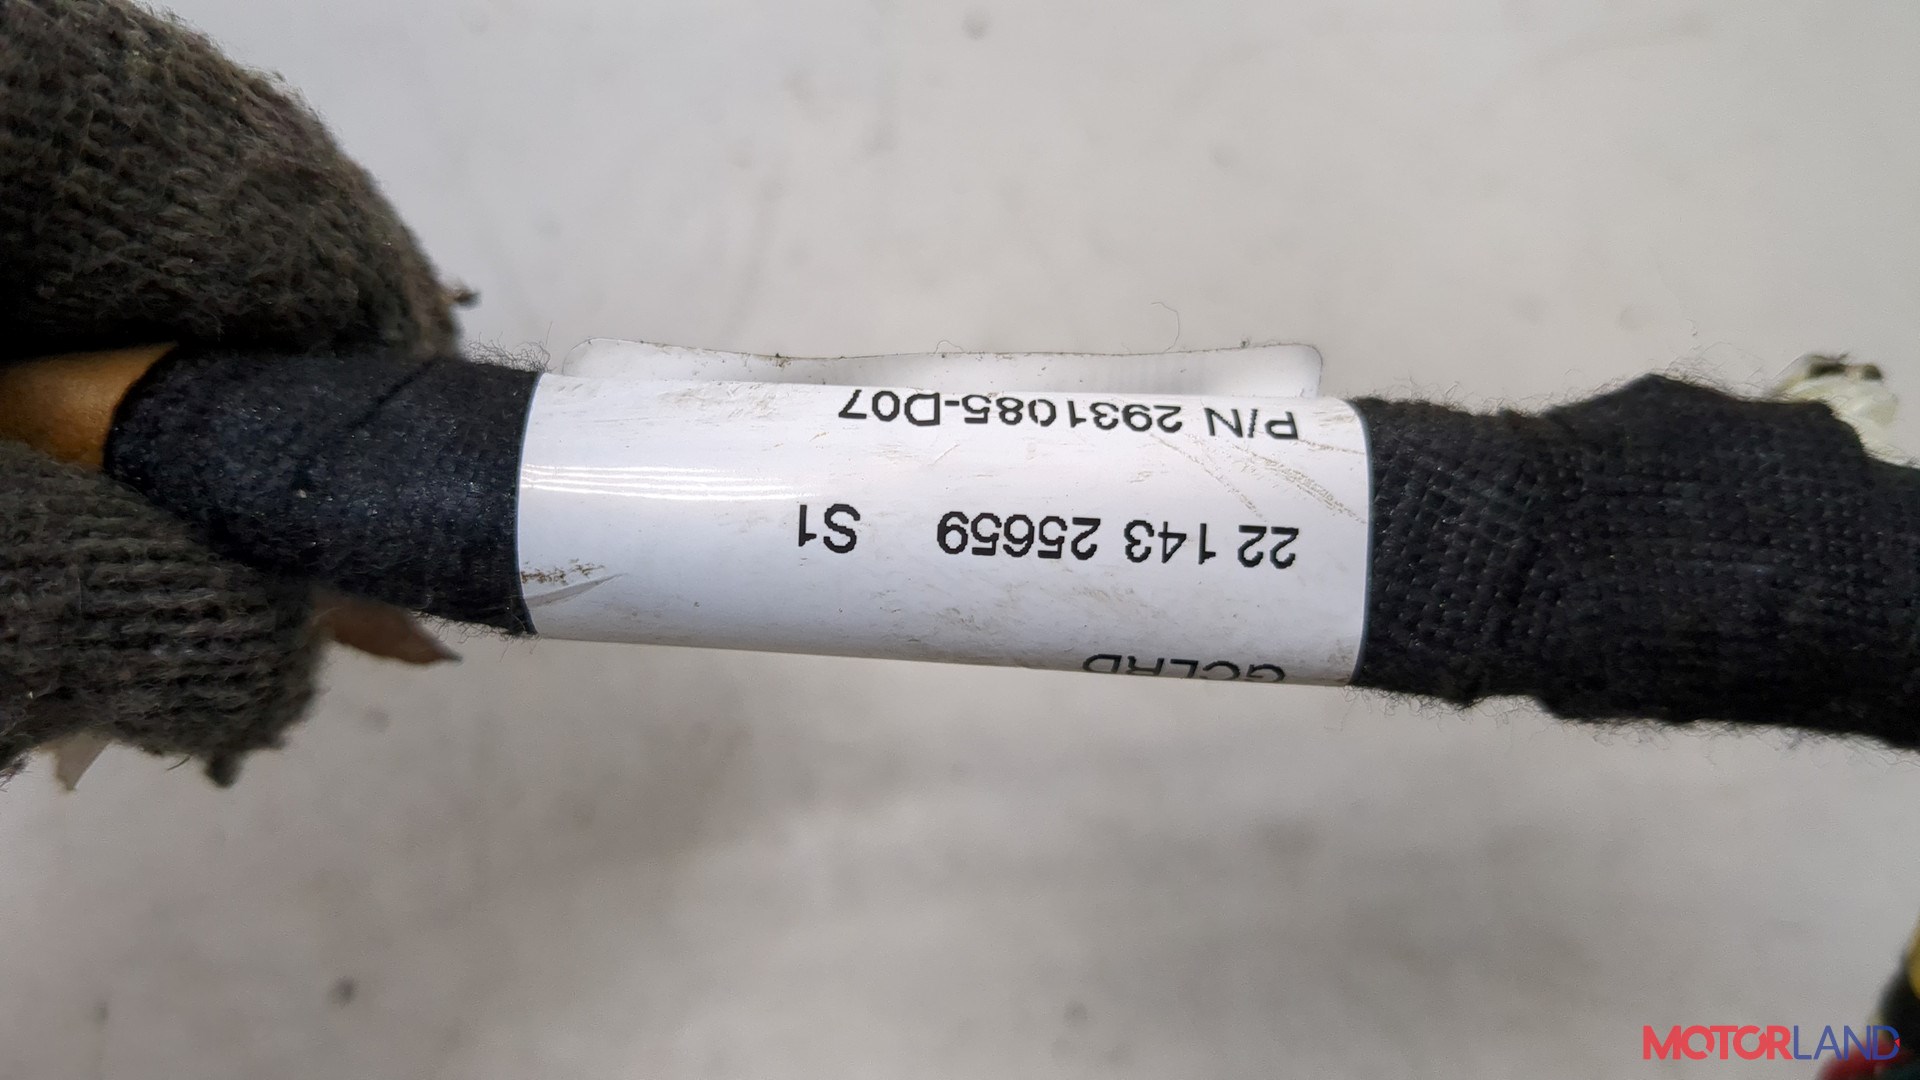 GCLRD
22 143 25659 S1
P/N 2931085-D07
MOTORLAND